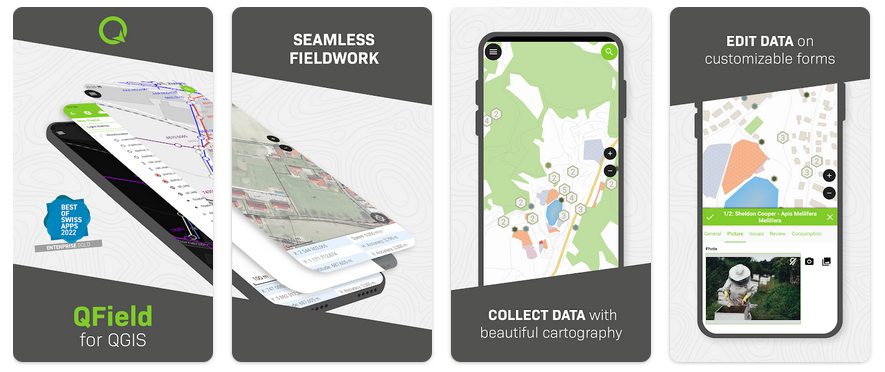 BEST
OF
SWISS
APPS
2022
ENTERPRISE GOLD
QField
for QGIS
SEAMLESS
FIELDWORK
COLLECT DATA with
beautiful cartography
EDIT DATA on
customizable forms
1/2: Sheldon Cooper - Apis Mellifera
Mellifera
General Picture Issues Review Consumption
Photo